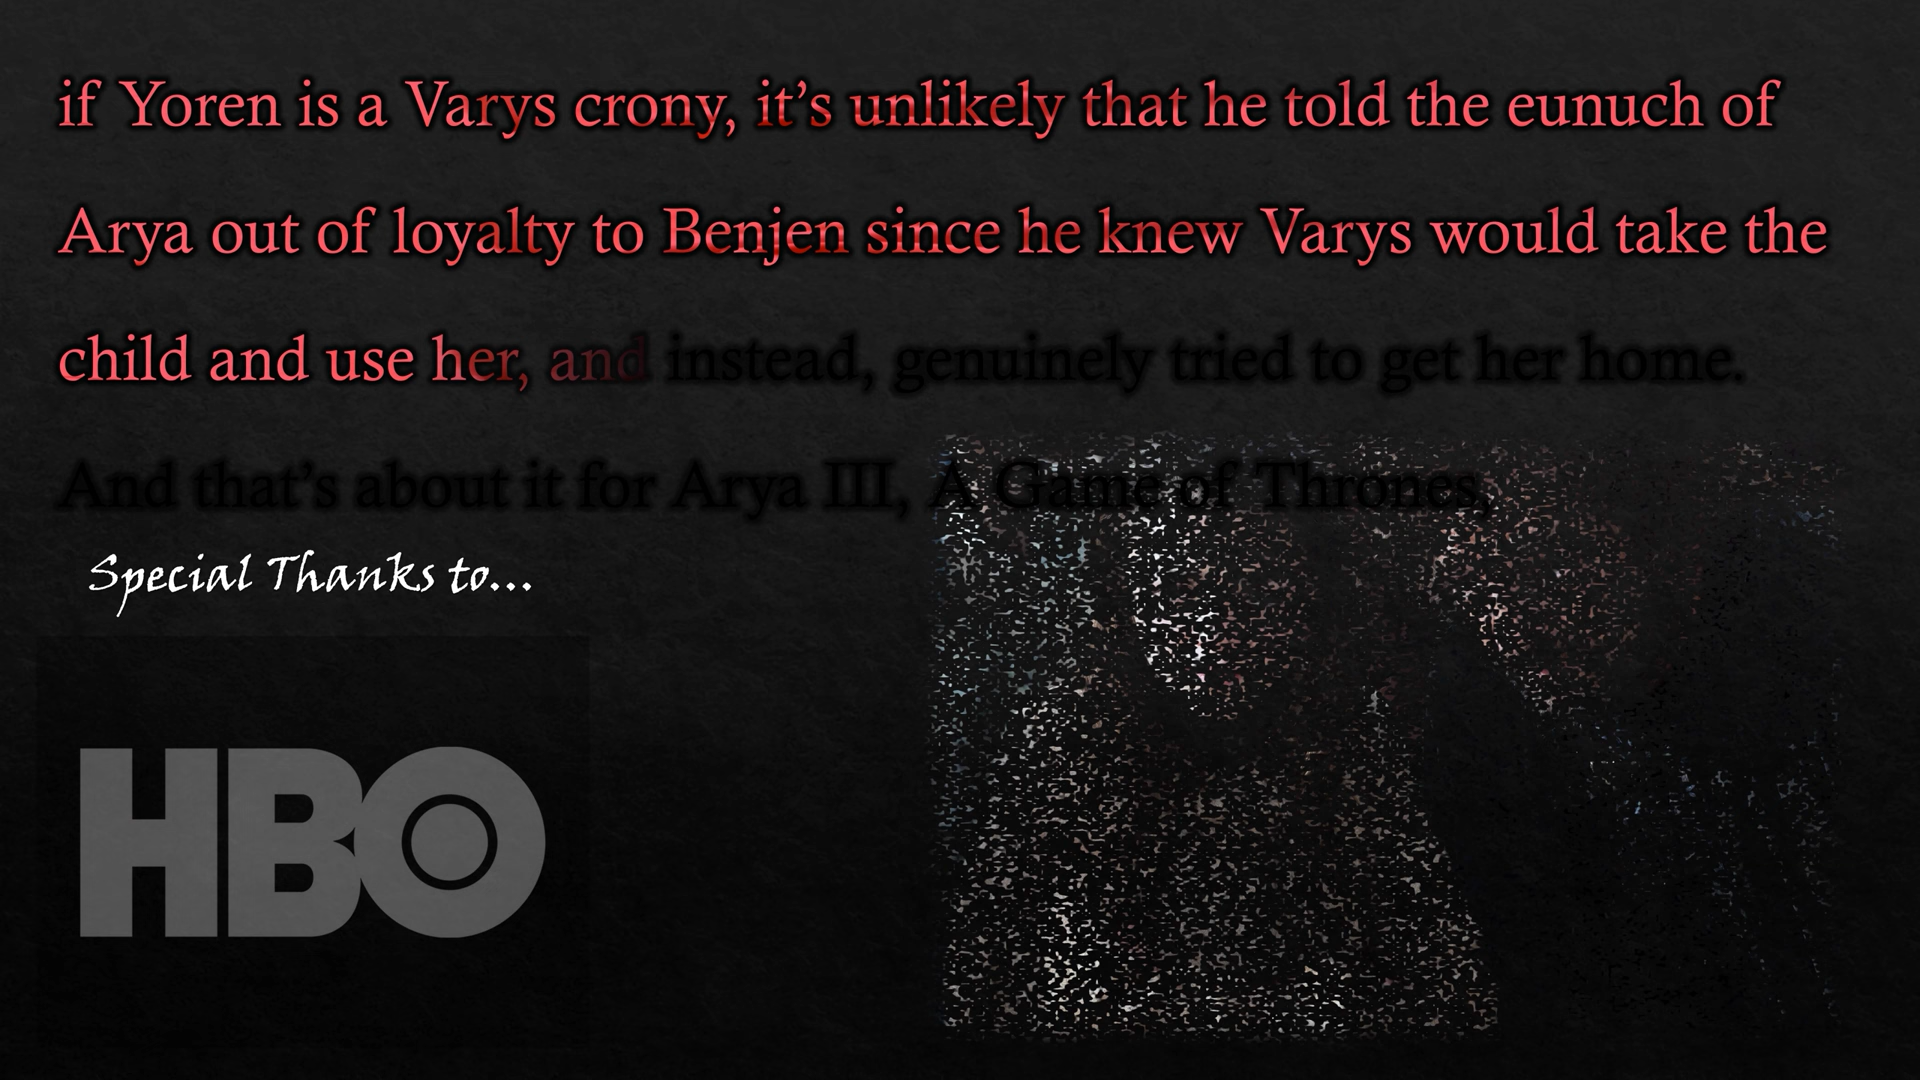 if Yoren is a Varys crony, it’s unlikely that he told the eunuch of
Arya out of loyalty to Benjen since he knew Varys would take the
child and use her, and instead, genuinely tried to get her home.
And that’s about it for Arya III, A Game of Thrones,
Special Thanks to...
HBO